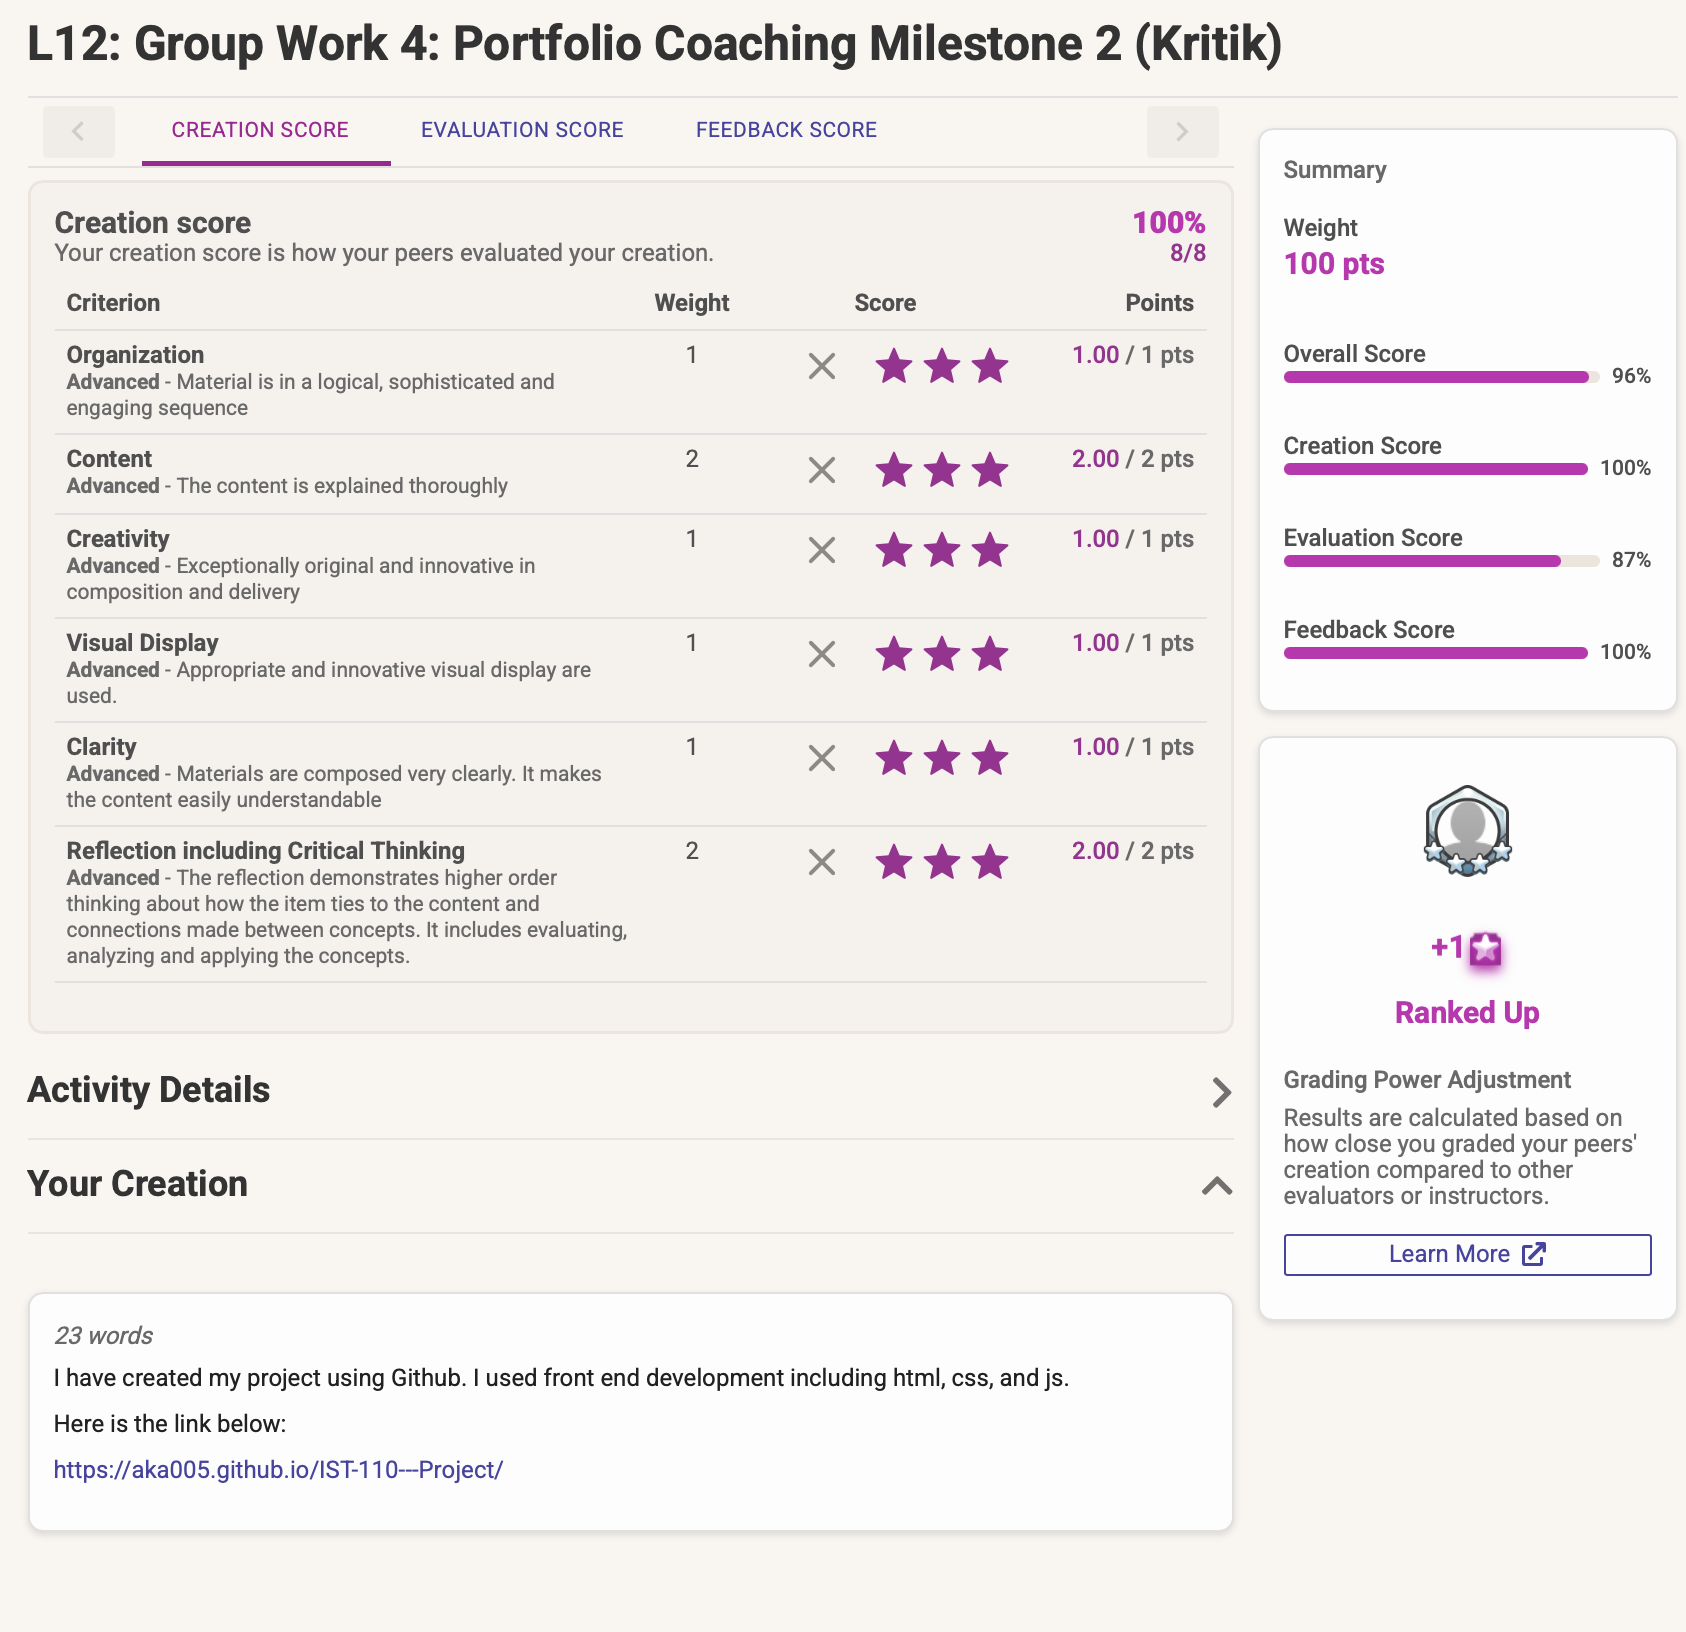 L12: Group Work 4: Portfolio Coaching Milestone 2 (Kritik)
CREATION SCORE
EVALUATION SCORE
FEEDBACK SCORE
Creation score
100%
Your creation score is how your peers evaluated your creation.
8/8
Criterion
Weight
Score
Points
Organization
1
1.00 / 1 pts
Advanced - Material is in a logical, sophisticated and
engaging sequence
Content
2
2.00 / 2 pts
Advanced - The content is explained thoroughly
Creativity
1
1.00 / 1 pts
Advanced - Exceptionally original and innovative in
composition and delivery
Visual Display
1
1.00 / 1 pts
Advanced - Appropriate and innovative visual display are
used.
Clarity
1
1.00 / 1 pts
Advanced - Materials are composed very clearly. It makes
the content easily understandable
Reflection including Critical Thinking
2
2.00 / 2 pts
Advanced - The reflection demonstrates higher order
thinking about how the item ties to the content and
connections made between concepts. It includes evaluating,
analyzing and applying the concepts.
Activity Details
Your Creation
23 words
I have created my project using Github. I used front end development including html, css, and js.
Here is the link below:
https://aka005.github.io/IST-110---Project/
Summary
Weight
100 pts
Overall Score
96%
Creation Score
100%
Evaluation Score
87%
Feedback Score
100%
+1
Ranked Up
Grading Power Adjustment
Results are calculated based on
how close you graded your peers'
creation compared to other
evaluators or instructors.
Learn More